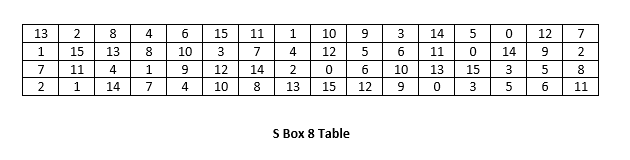 13 2 8 4 6 15 11 1 10 9 3 14 5 0 12 7
1 15 13 8 10 3 7 4 12 5 6 11 0 14 9 2
7 11 4 1 9 12 14 2 0 6 10 13 15 3 5 8
2 1 14 7 4 10 8 13 15 12 9 0 3 5 6 11
S Box 8 Table